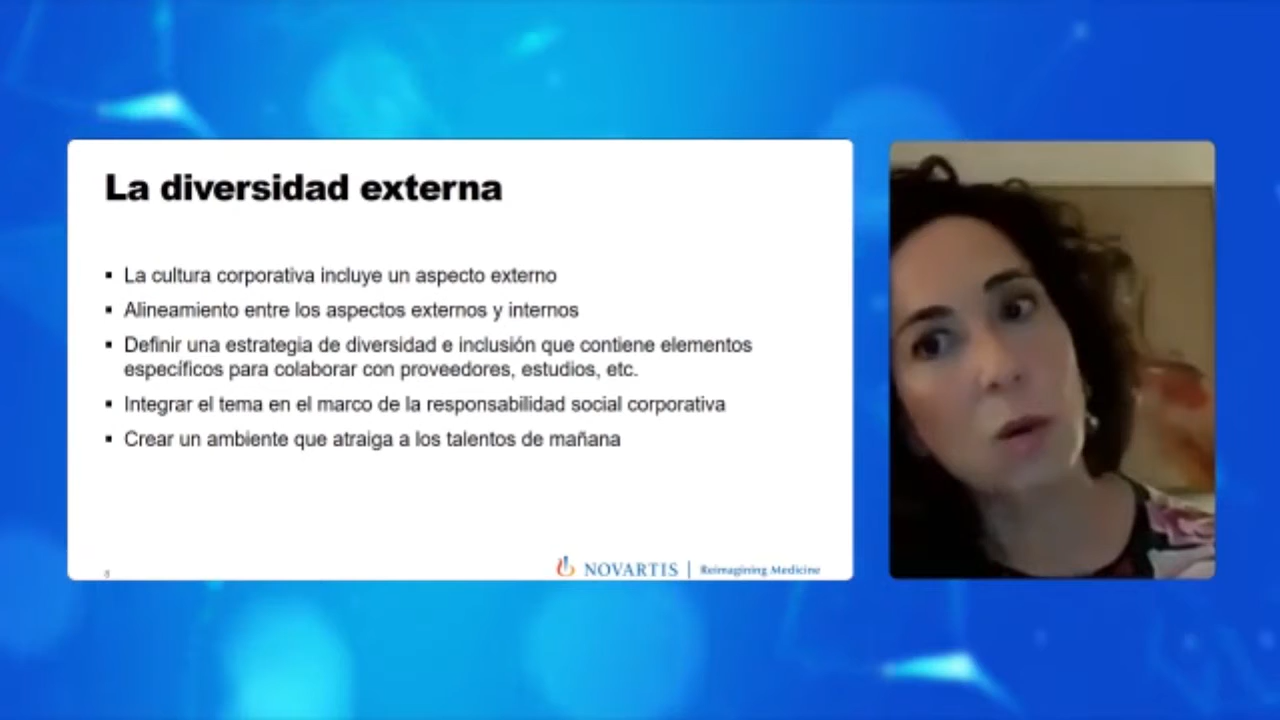 La diversidad externa
▪ La cultura corporativa incluye un aspecto externo
▪ Alineamiento entre los aspectos externos y internos
▪ Definir una estrategia de diversidad e inclusión que contiene elementos
específicos para colaborar con proveedores, estudios, etc.
▪ Integrar el tema en el marco de la responsabilidad social corporativa
▪ Crear un ambiente que atraiga a los talentos de mañana
NOVARTIS | Reimagining Medicine